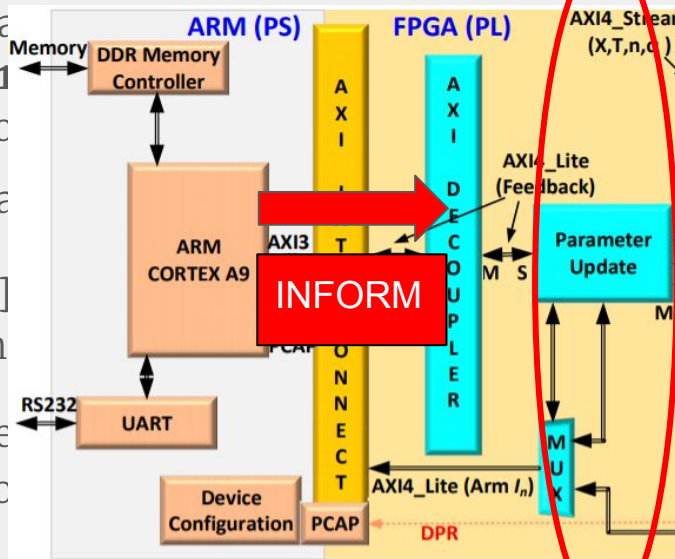 ARM (PS)
FPGA (PL)
AXI4_Stream
(X,T,n,α )
Memory
DDR Memory
Controller
A
X
I
A
X
I
D
E
C
O
U
P
L
E
R
AXI4_Lite
(Feedback)
ARM
CORTEX A9
AXI3
T
INFORM
PCAP
O
N
N
E
C
T
M S
Parameter
Update
M
RS232
UART
M
U
X
AXI4_Lite (Arm In)
Device
Configuration
PCAP
DPR